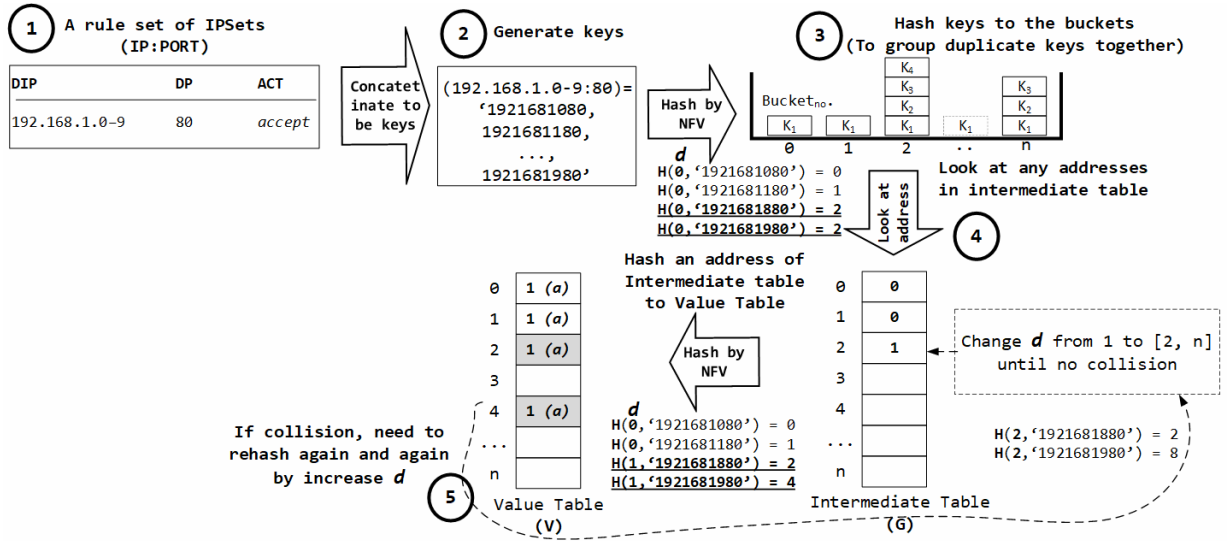 1
A rule set of IPSets
(IP:PORT)
DIP DP ACT
192.168.1.0–9 80 accept
Concatet
inate to
be keys
2
Generate keys
(192.168.1.0-9:80)=
‘1921681080,
1921681180,
...,
1921681980’
Hash by
NFV
d
H(0,‘1921681080’) = 0
H(0,‘1921681180’) = 1
H(0,‘1921681880’) = 2
H(0,‘1921681980’) = 2
3
Hash keys to the buckets
(To group duplicate keys together)
Bucketno.
K4
K3 K3
K2 K2
K1 K1 K1 K1 K1
0 1 2 .. n
Look at any addresses
in intermediate table
Look at
address
4
Hash an address of
Intermediate table
to Value Table
0 1 (a)
1 1 (a)
2 1 (a)
3
4 1 (a)
...
n
Value Table
(V)
Hash by
NFV
d
H(0,‘1921681080’) = 0
H(0,‘1921681180’) = 1
H(1,‘1921681880’) = 2
H(1,‘1921681980’) = 4
0 0
1 0
2 1
3
4
...
n
Intermediate Table
(G)
Change d from 1 to [2, n]
until no collision
H(2,‘1921681880’) = 2
H(2,‘1921681980’) = 8
If collision, need to
rehash again and again
by increase d
5